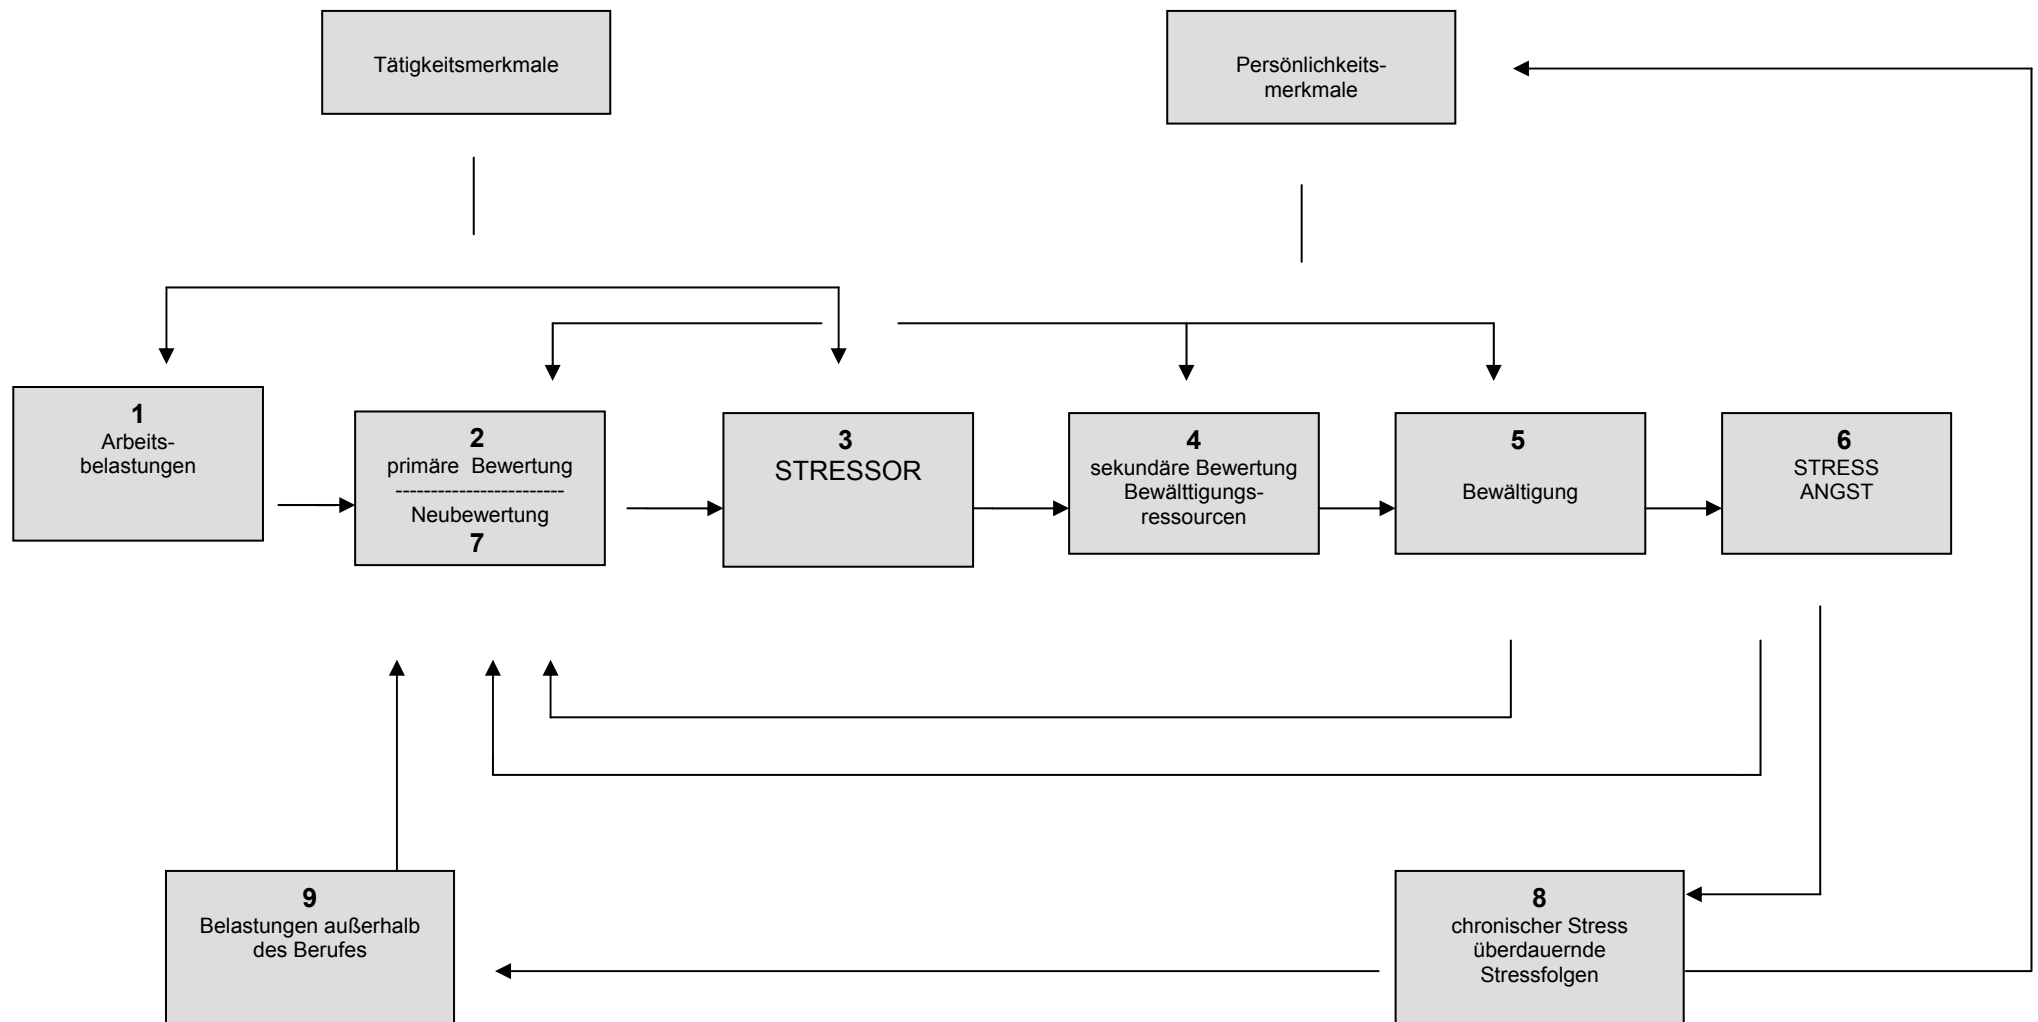 Tätigkeitsmerkmale
Persönlichkeits-
merkmale
1
Arbeits-
belastungen
2
primäre Bewertung
------------------------
Neubewertung
7
3
STRESSOR
4
sekundäre Bewertung
Bewälttigungs-
ressourcen
5
Bewältigung
6
STRESS
ANGST
9
Belastungen außerhalb
des Berufes
8
chronischer Stress
überdauernde
Stressfolgen